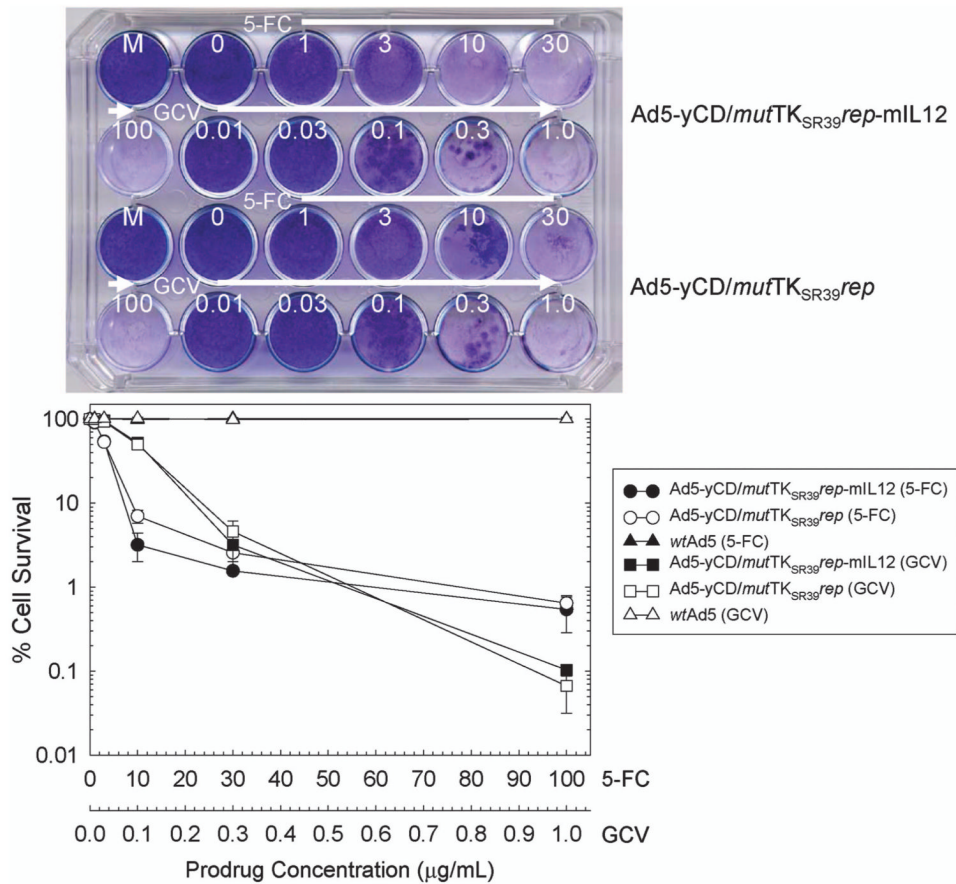 5-FC
M 0 1 3 10 30
GCV
Ad5-yCD/mutTKSR39rep-mIL12
100 0.01 0.03 0.1 0.3 1.0
5-FC
M 0 1 3 10 30
GCV
Ad5-yCD/mutTKSR39rep
100 0.01 0.03 0.1 0.3 1.0
100
10
1
0.1
0.01
% Cell Survival
Ad5-yCD/mutTKSR39rep-mIL12 (5-FC)
Ad5-yCD/mutTKSR39rep (5-FC)
wtAd5 (5-FC)
Ad5-yCD/mutTKSR39rep-mIL12 (GCV)
Ad5-yCD/mutTKSR39rep (GCV)
wtAd5 (GCV)
0 10 20 30 40 50 60 70 80 90 100 5-FC
0.0 0.1 0.2 0.3 0.4 0.5 0.6 0.7 0.8 0.9 1.0 GCV
Prodrug Concentration (μg/mL)